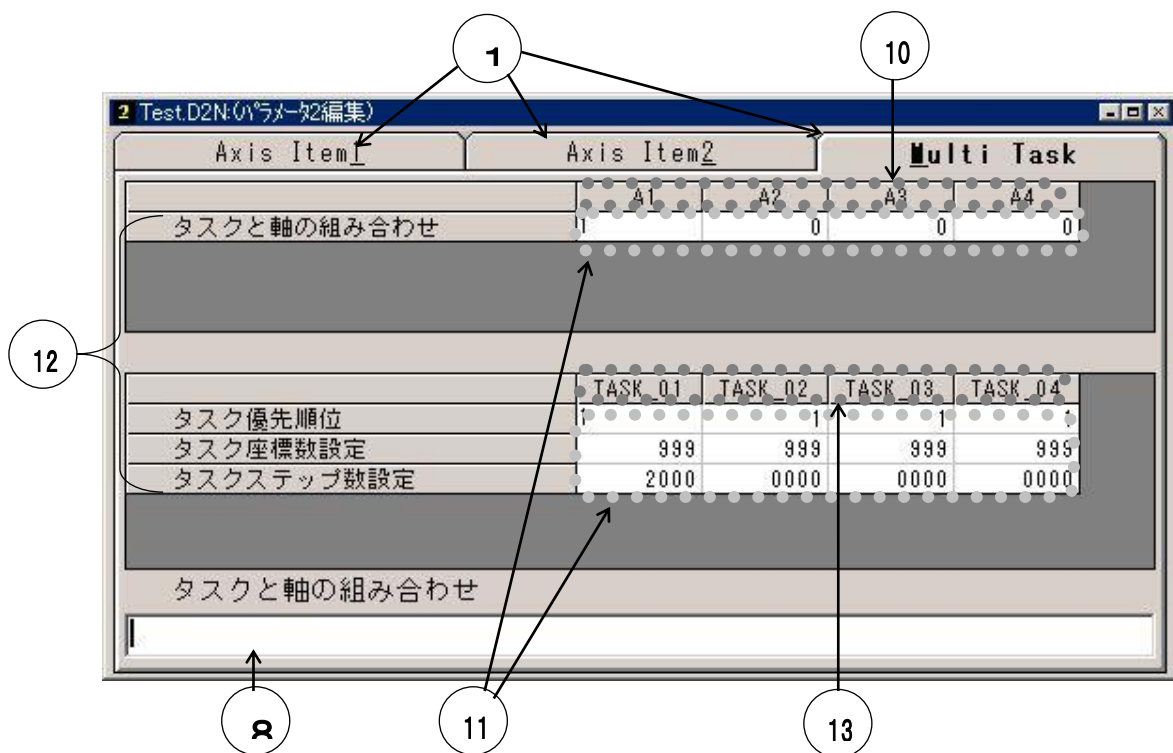 1
10
2 Test.D2N:(パラメータ2編集)
Axis Item1 Axis Item2 Multi Task
A1 A2 A3 A4
タスクと軸の組み合わせ 1 0 0 0
12
TASK_01 TASK_02 TASK_03 TASK_04
タスク優先順位 1 1 1 1
タスク座標数設定 999 999 999 999
タスクステップ数設定 2000 0000 0000 0000
タスクと軸の組み合わせ
8 11 13